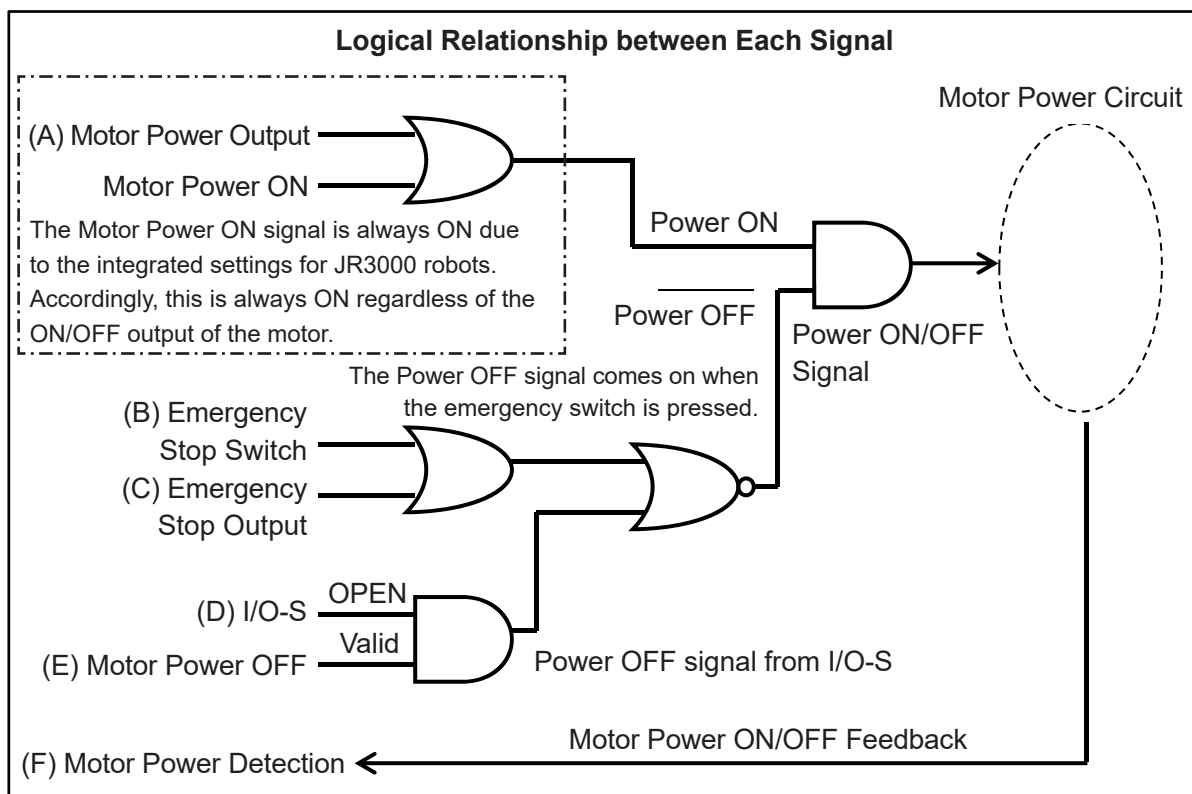 Logical Relationship between Each Signal
Motor Power Circuit
(A) Motor Power Output
Motor Power ON
The Motor Power ON signal is always ON due
to the integrated settings for JR3000 robots.
Accordingly, this is always ON regardless of the
ON/OFF output of the motor.
Power ON
Power OFF
Power ON/OFF
Signal
The Power OFF signal comes on when
the emergency switch is pressed.
(B) Emergency
Stop Switch
(C) Emergency
Stop Output
(D) I/O-S
OPEN
Valid
(E) Motor Power OFF
Power OFF signal from I/O-S
Motor Power ON/OFF Feedback
(F) Motor Power Detection